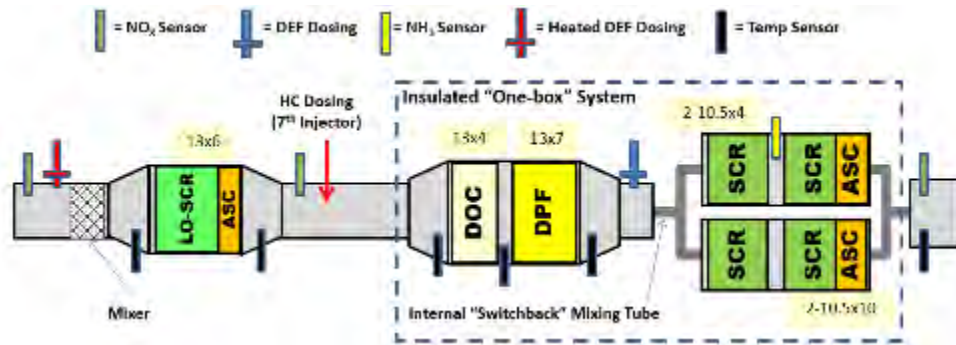 = NOX Sensor
= DEF Dosing
= NH3 Sensor
= Heated DEF Dosing
= Temp Sensor
HC Dosing
(7th Injector)
Insulated "One-box" System
13x6
13x4
13x7
2-10.5x4
LO-SCR
ASC
DOC
DPF
SCR
SCR
ASC
SCR
SCR
ASC
Mixer
Internal "Switchback" Mixing Tube
2-10.5x10